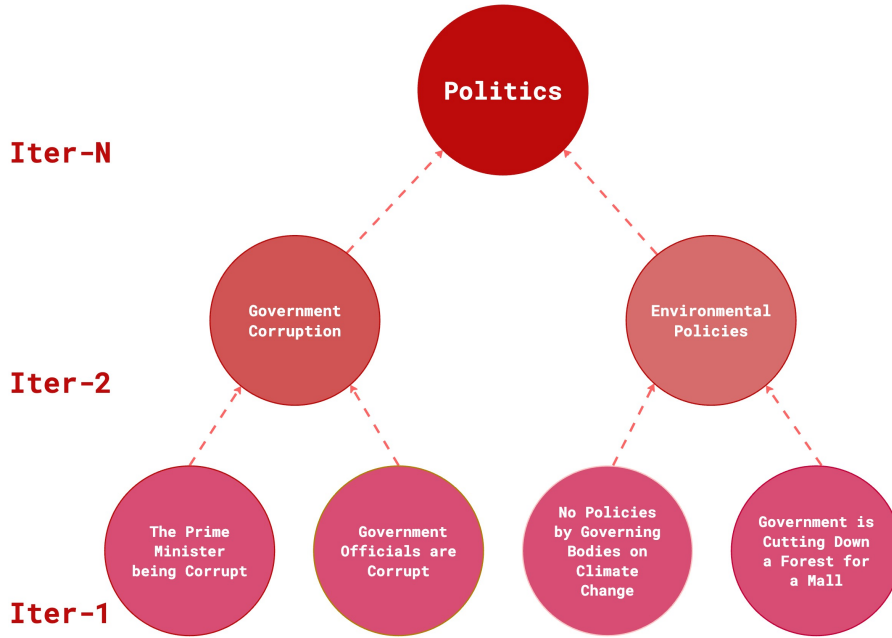 Politics
Iter-N
Government
Corruption
Environmental
Policies
Iter-2
The Prime
Minister
being Corrupt
Government
Officials are
Corrupt
No Policies
by Governing
Bodies on
Climate
Change
Government is
Cutting Down
a Forest for
a Mall
Iter-1